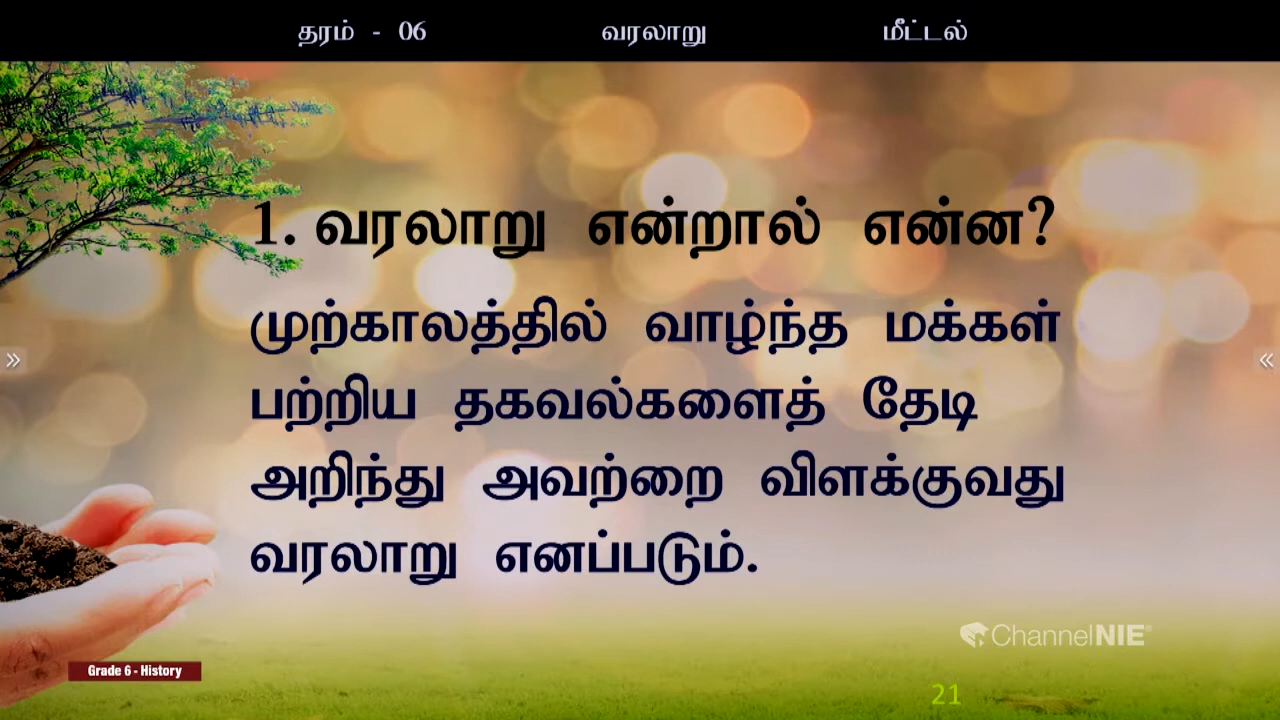 தரம் - 06 வரலாறு மீட்டல்
1. வரலாறு என்றால் என்ன?
முற்காலத்தில் வாழ்ந்த மக்கள்
பற்றிய தகவல்களைத் தேடி
அறிந்து அவற்றை விளக்குவது
வரலாறு எனப்படும்.
ChannelNIE
Grade 6 - History
21